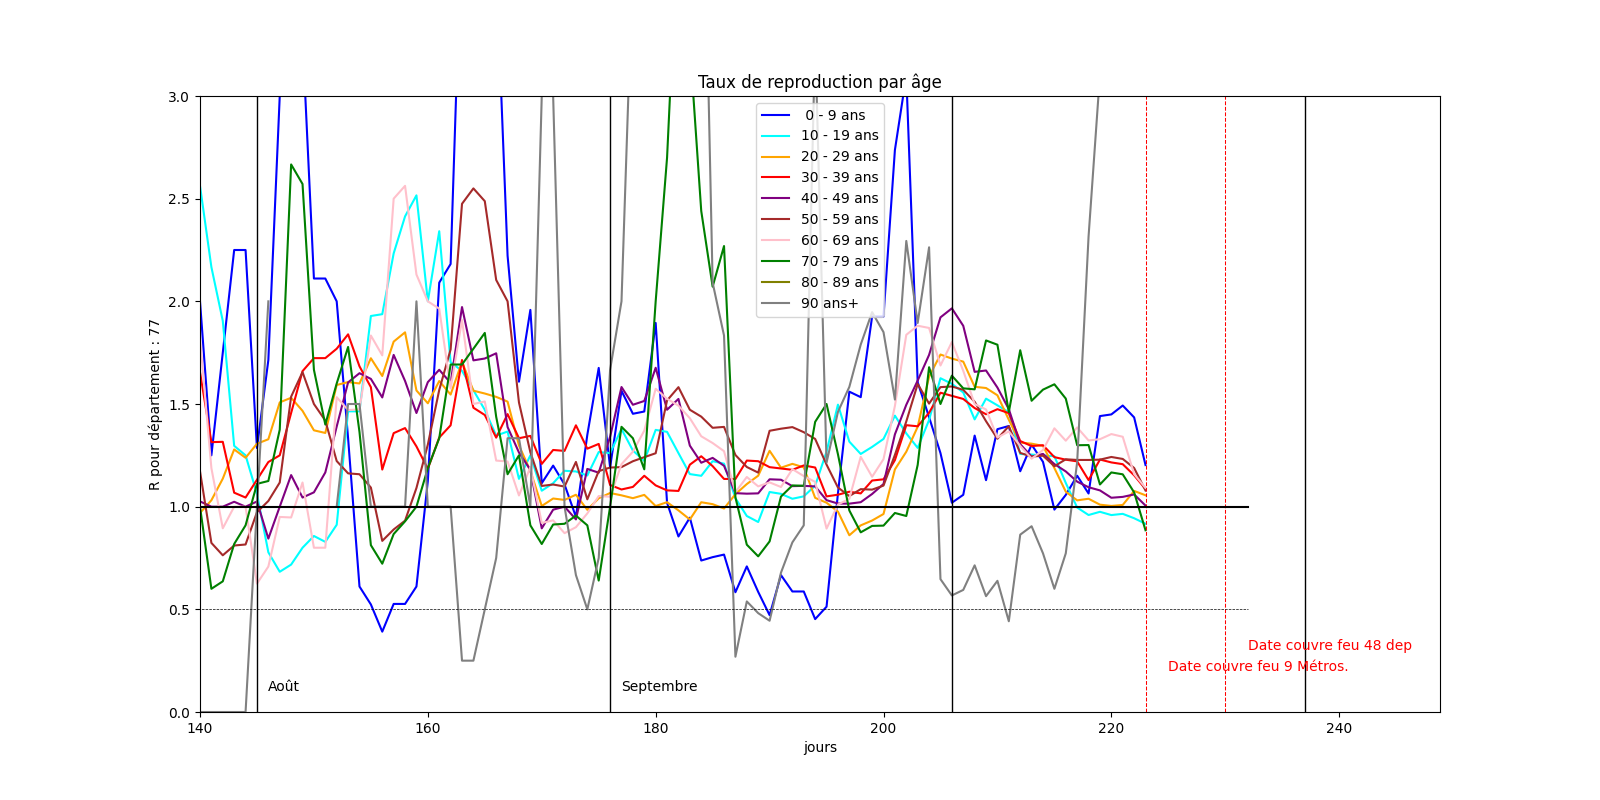 Taux de reproduction par âge
3.0
2.5
2.0
1.5
1.0
0.5
0.0
R pour département : 77
0 - 9 ans
10 - 19 ans
20 - 29 ans
30 - 39 ans
40 - 49 ans
50 - 59 ans
60 - 69 ans
70 - 79 ans
80 - 89 ans
90 ans+
Date couvre feu 48 dep
Date couvre feu 9 Métros.
Août
Septembre
140
160
180
200
220
240
jours